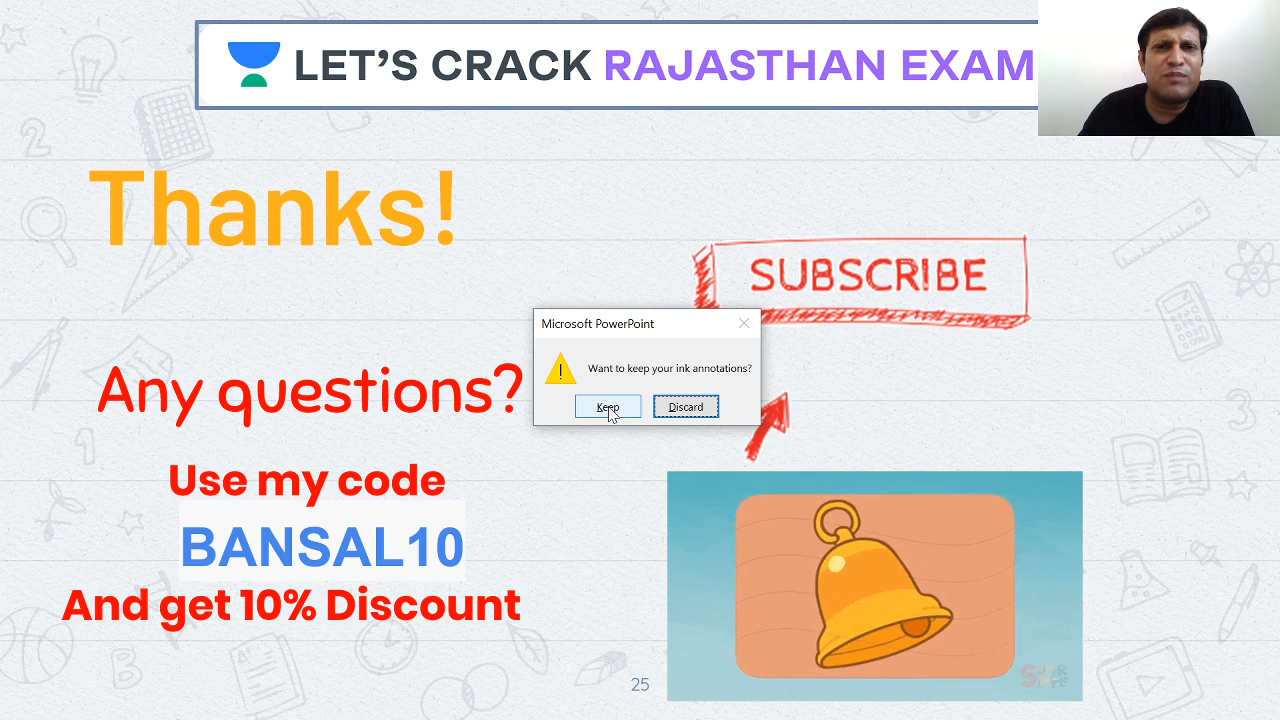 LET'S CRACK RAJASTHAN EXAM
Thanks!
SUBSCRIBE
Microsoft PowerPoint
Want to keep your ink annotations?
Keep
Discard
Any questions?
Use my code
BANSAL10
And get 10% Discount
25